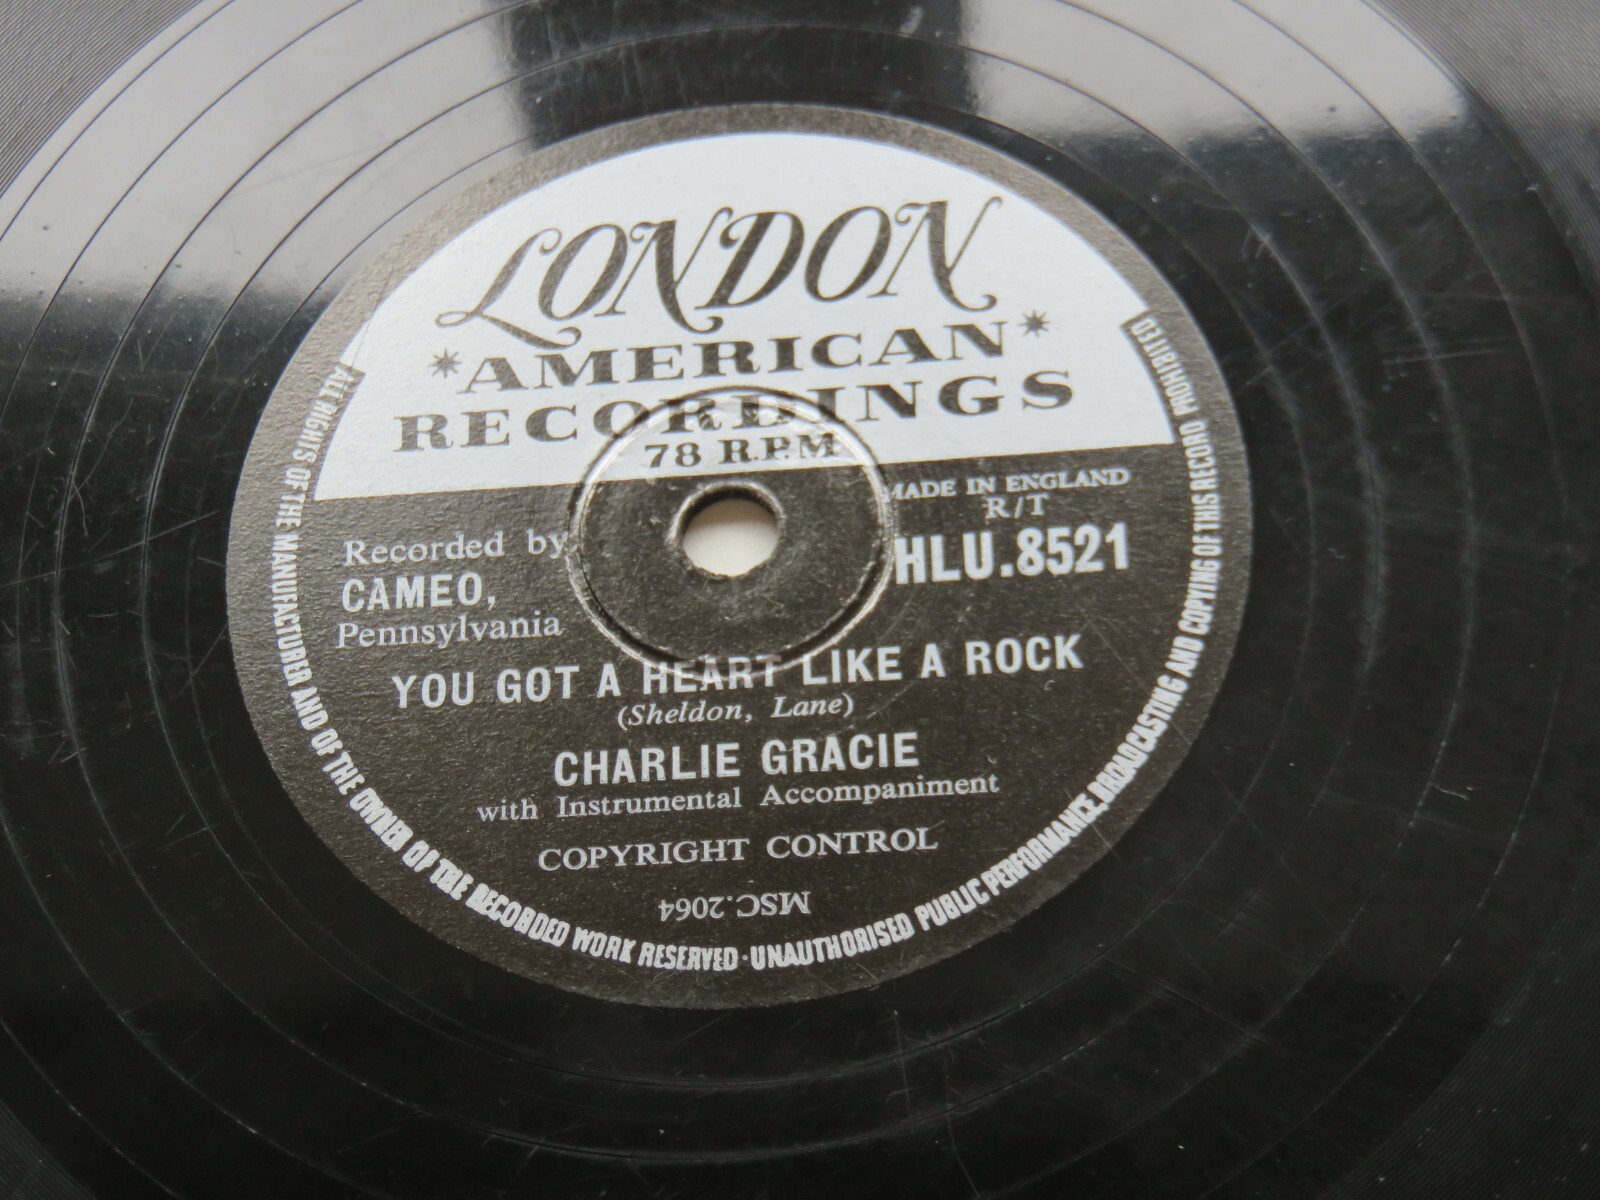 LONDON
*AMERICAN*
RECORDINGS
78 R.P.M
MADE IN ENGLAND
R/T
Recorded by
CAMEO,
Pennsylvania
HLU.8521
YOU GOT A HEART LIKE A ROCK
(Sheldon, Lane)
CHARLIE GRACIE
with Instrumental Accompaniment
COPYRIGHT CONTROL
MSC.2064
ALL RIGHTS OF THE MANUFACTURER AND OF THE OWNER OF THE RECORDED WORK RESERVED·UNAUTHORISED PUBLIC PERFORMANCE, BROADCASTING AND COPYING OF THIS RECORD PROHIBITED